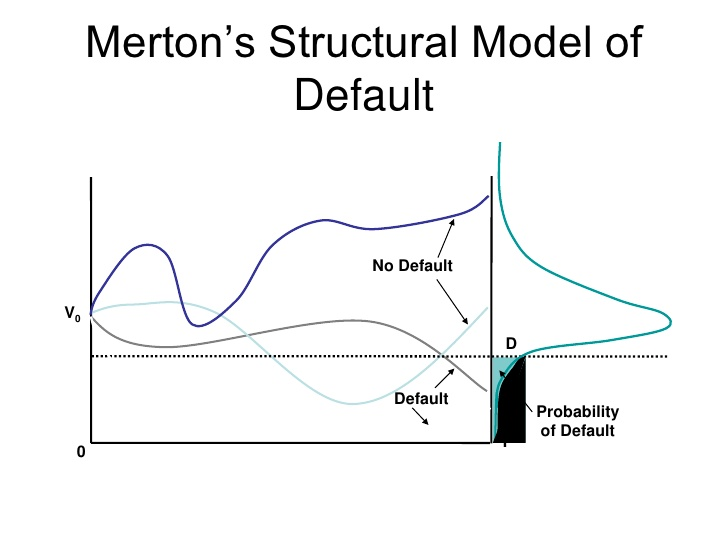 Merton’s Structural Model of
Default
No Default
V0
D
Default
Probability
of Default
0